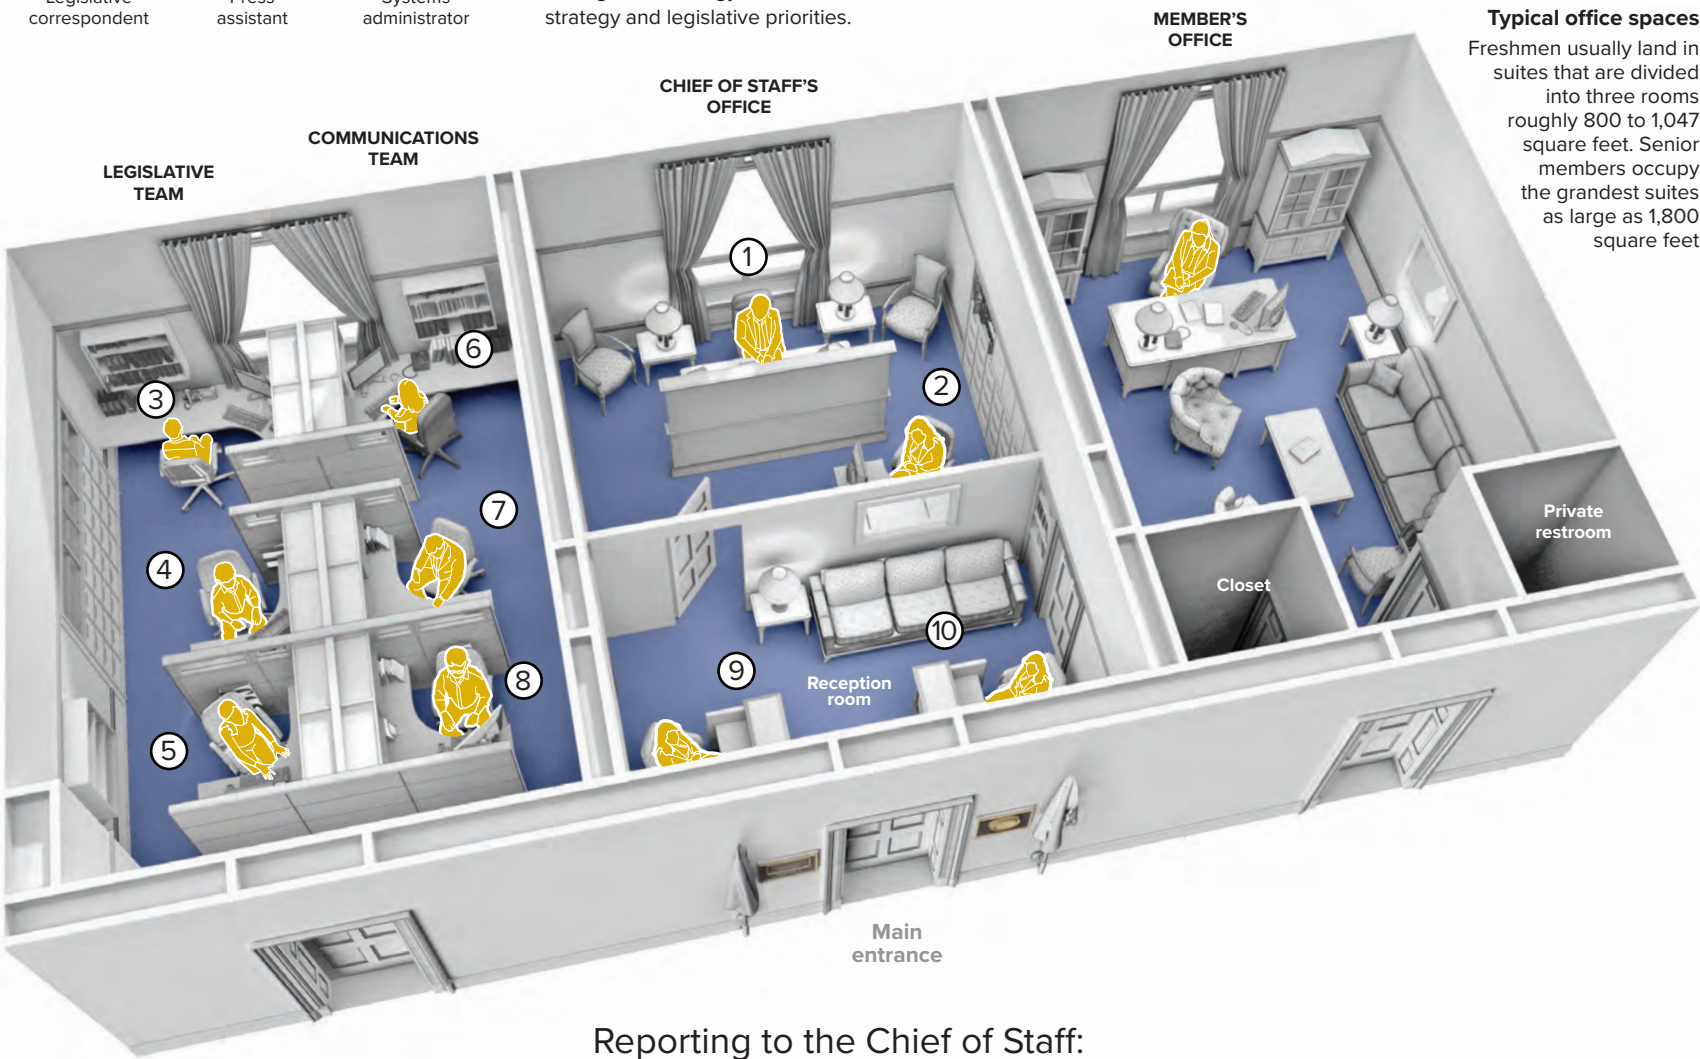 correspondent
assistant
administrator
strategy and legislative priorities.
MEMBER'S
OFFICE
Typical office spaces
Freshmen usually land in
suites that are divided
into three rooms
roughly 800 to 1,047
square feet. Senior
members occupy
the grandest suites
as large as 1,800
square feet
CHIEF OF STAFF'S
OFFICE
COMMUNICATIONS
TEAM
LEGISLATIVE
TEAM
1
6
2
3
7
4
Private
restroom
Closet
10
9
8
Reception
room
5
Main
entrance
Reporting to the Chief of Staff: